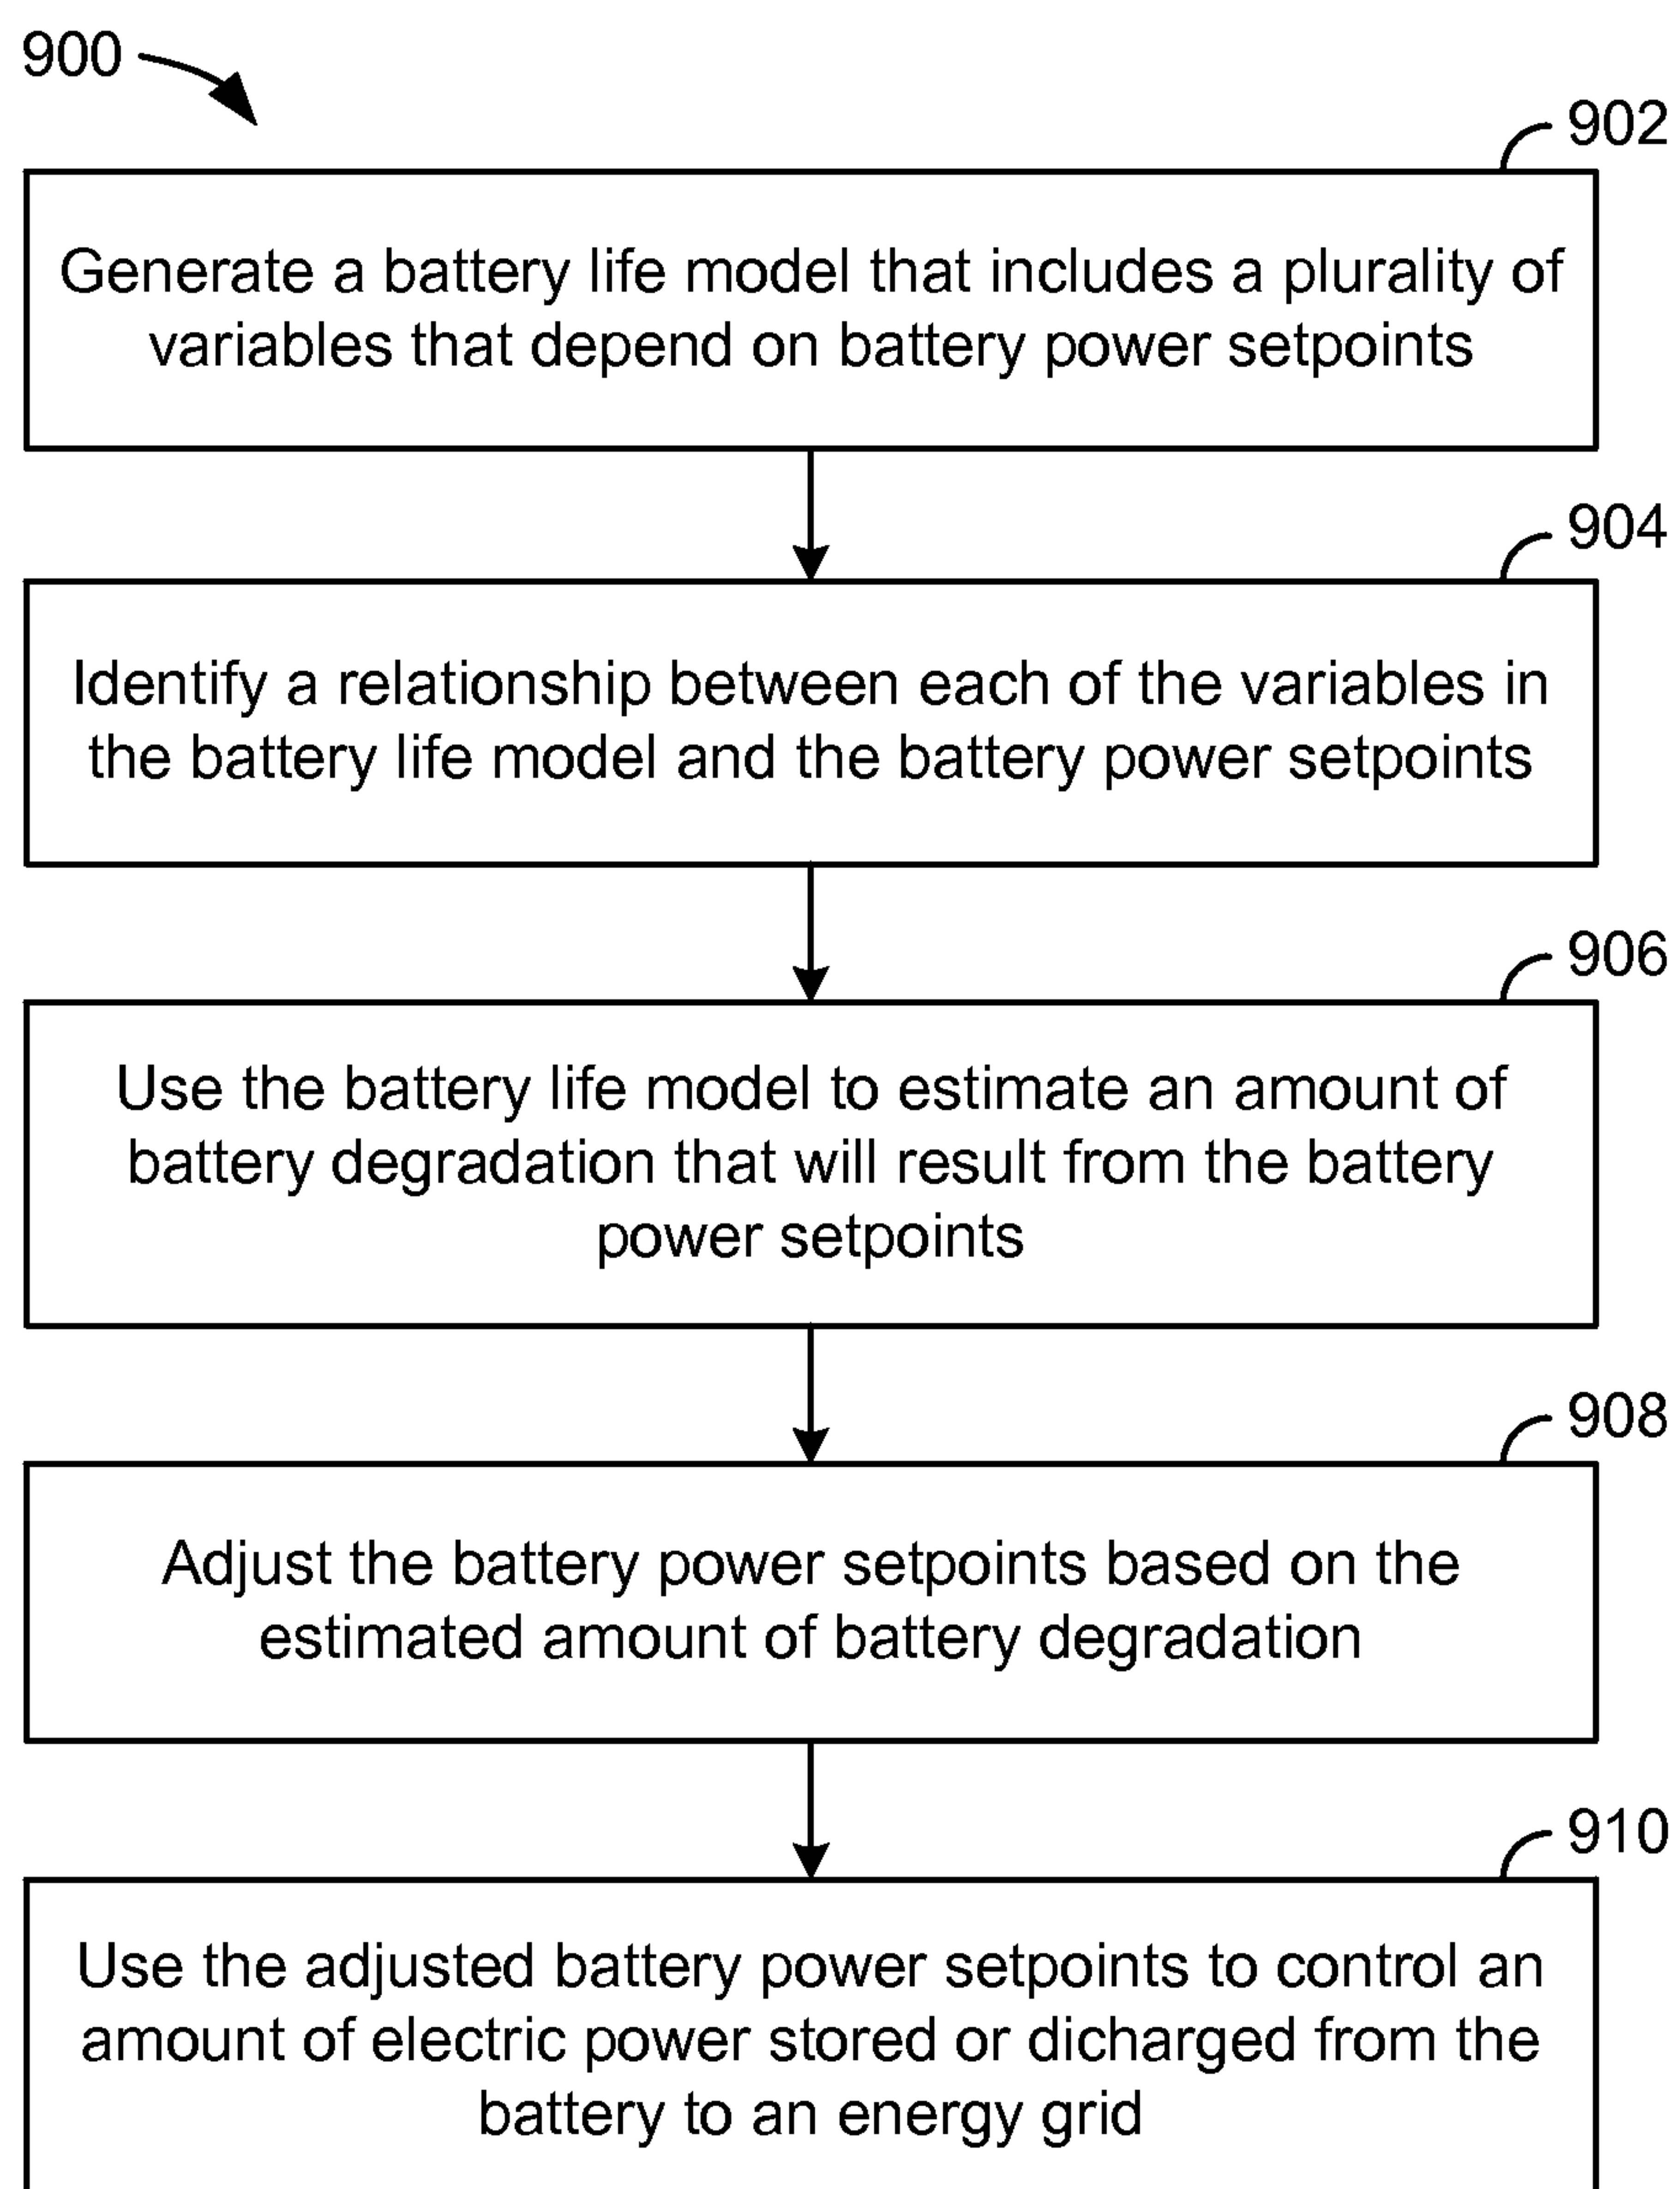 900
902
Generate a battery life model that includes a plurality of
variables that depend on battery power setpoints
904
Identify a relationship between each of the variables in
the battery life model and the battery power setpoints
906
Use the battery life model to estimate an amount of
battery degradation that will result from the battery
power setpoints
908
Adjust the battery power setpoints based on the
estimated amount of battery degradation
910
Use the adjusted battery power setpoints to control an
amount of electric power stored or dicharged from the
battery to an energy grid